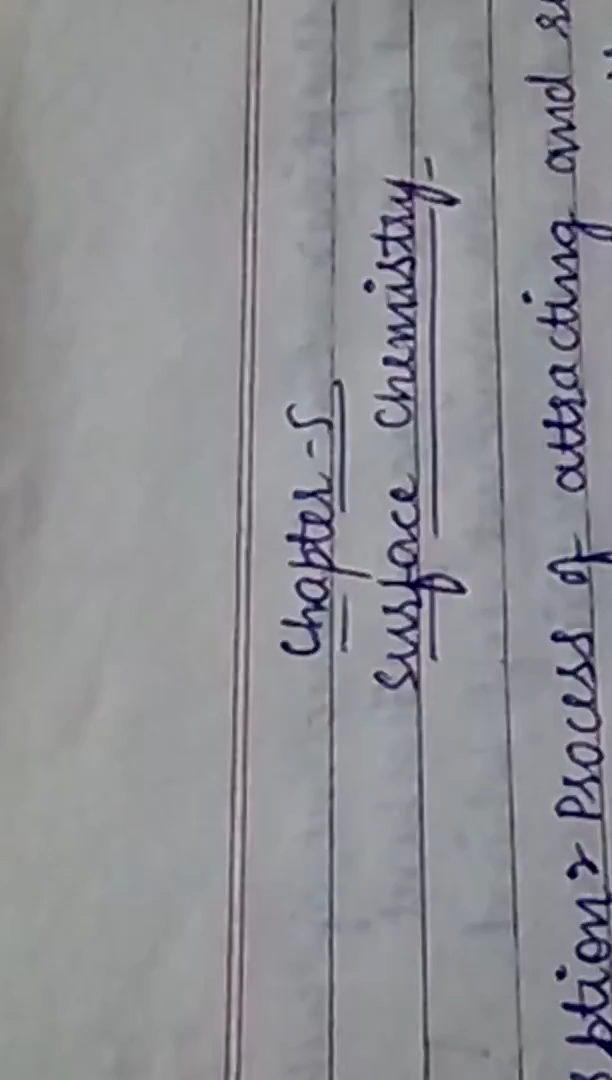 Chapter-5
Surface Chemistry-
Process of attracting and